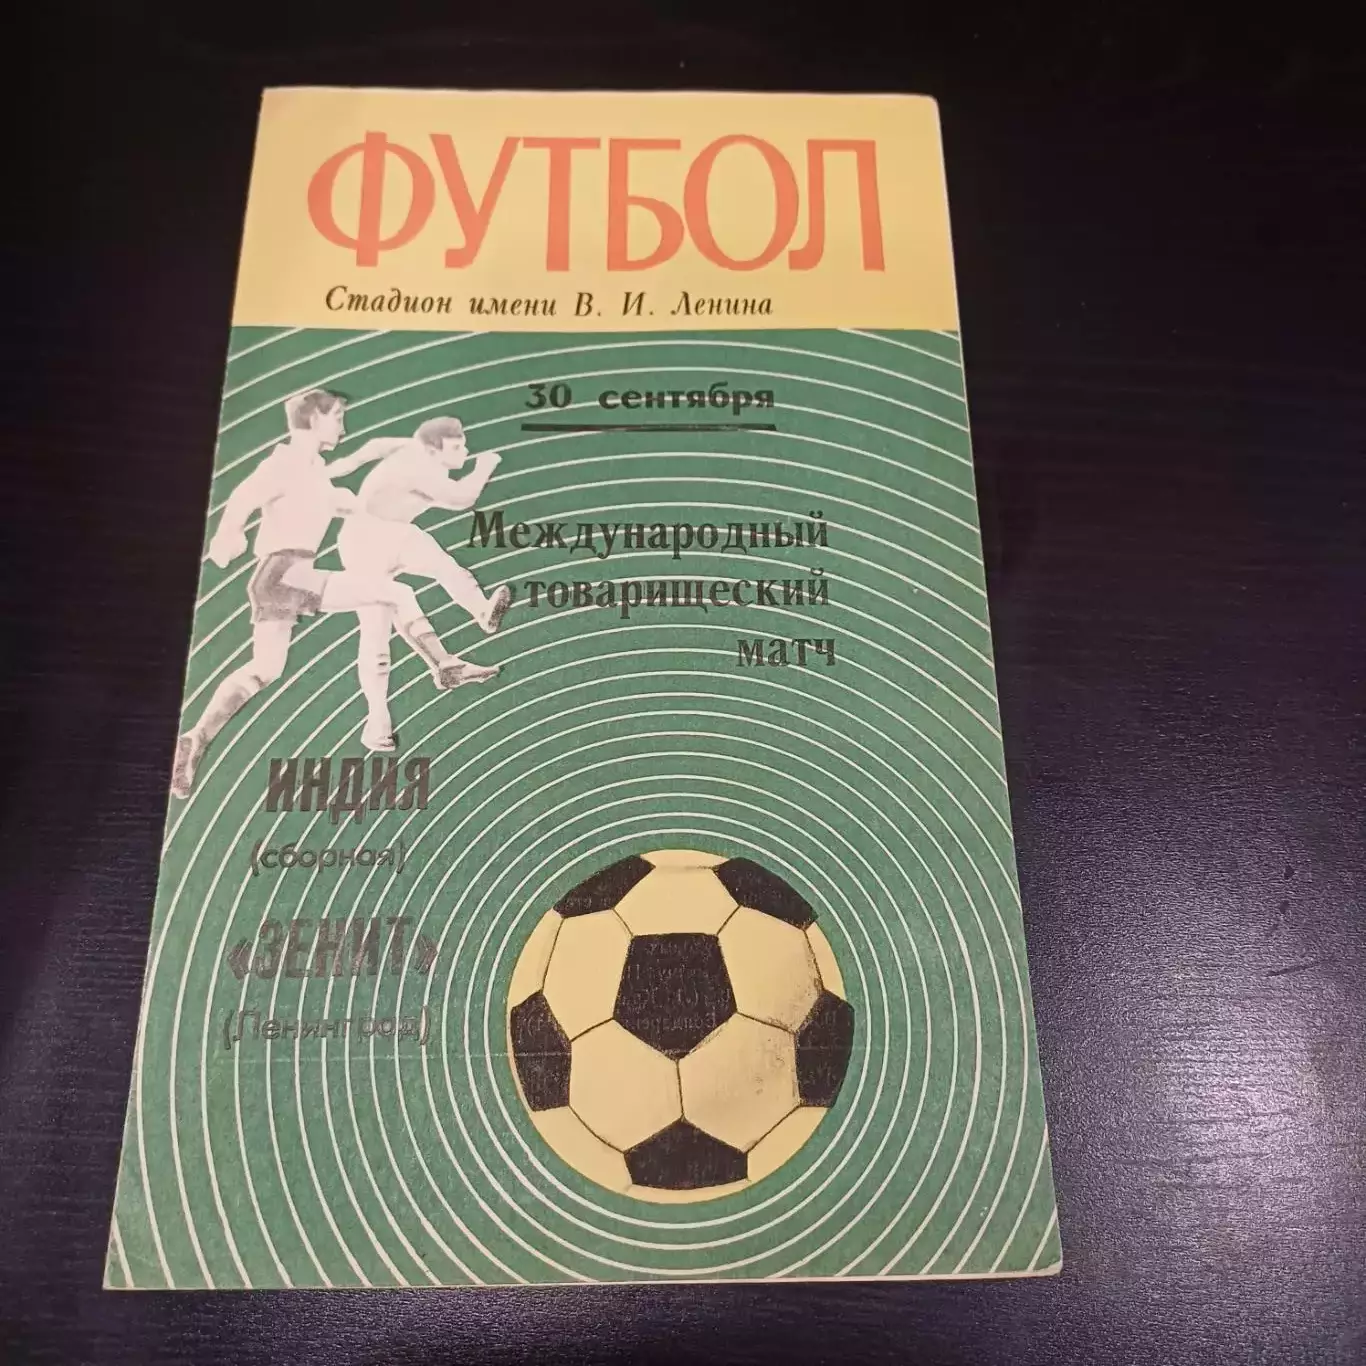 ФУТБОЛ
Стадион имени В. И. Ленина
30 сентября
Международный
товарищеский
матч
ИНДИЯ
(сборная)
«ЗЕНИТ»
(Ленинград)